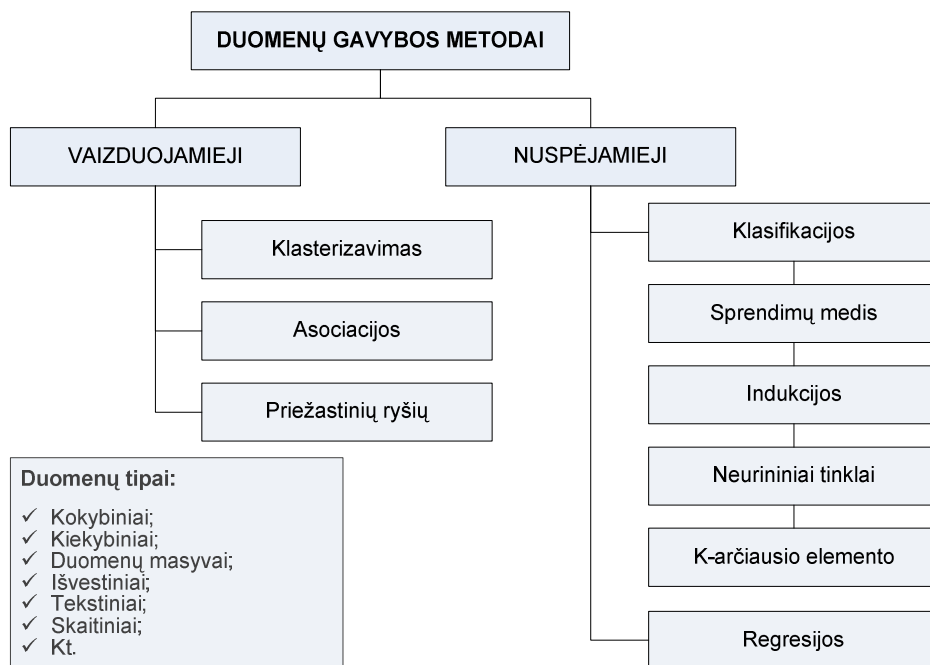 DUOMENŲ GAVYBOS METODAI
VAIZDUOJAMIEJI
NUSPĖJAMIEJI
Klasterizavimas
Asociacijos
Priežastinių ryšių
Klasifikacijos
Sprendimų medis
Indukcijos
Neurininiai tinklai
K-arčiausio elemento
Regresijos
Duomenų tipai:
✓ Kokybiniai;
✓ Kiekybiniai;
✓ Duomenų masyvai;
✓ Išvestiniai;
✓ Tekstiniai;
✓ Skaitiniai;
✓ Kt.